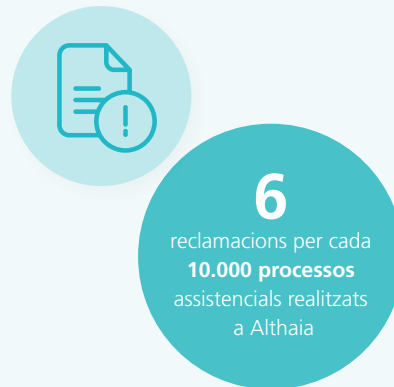 6
reclamacions per cada
10.000 processos
assistencials realitzats
a Althaia